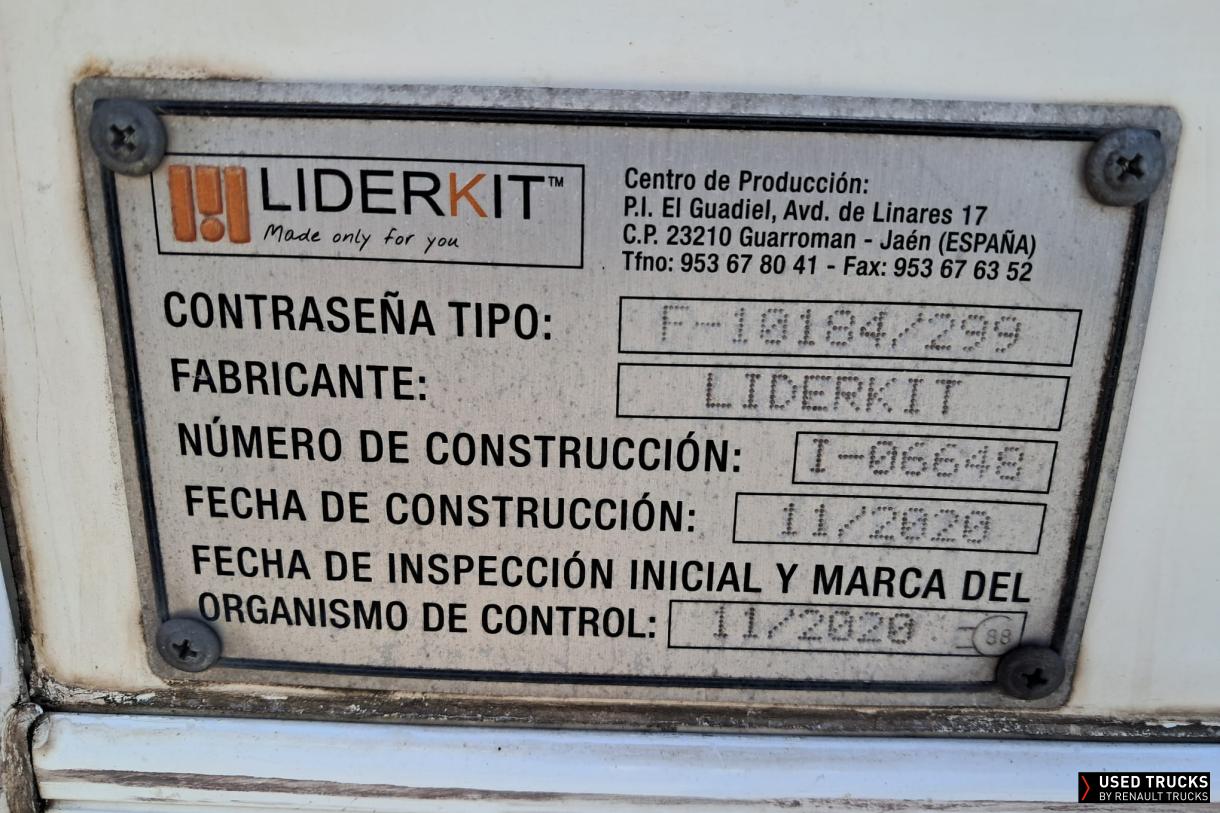 LIDERKIT™
Made only for you
Centro de Producción:
P.I. El Guadiel, Avd. de Linares 17
C.P. 23210 Guarroman - Jaén (ESPAÑA)
Tfno: 953 67 80 41 - Fax: 953 67 63 52
CONTRASEÑA TIPO: F-10184/299
FABRICANTE: LIDERKIT
NÚMERO DE CONSTRUCCIÓN: I-06648
FECHA DE CONSTRUCCIÓN: 11/2020
FECHA DE INSPECCIÓN INICIAL Y MARCA DEL
ORGANISMO DE CONTROL: 11/2020 88
USED TRUCKS
BY RENAULT TRUCKS